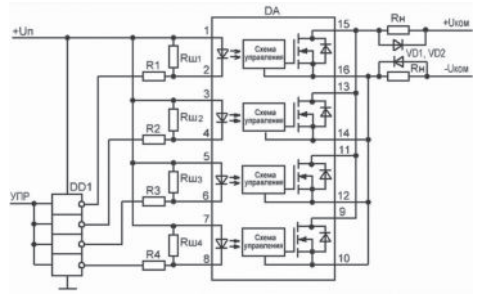 DA
+Uп
1
15
Rн
+Uком
Rш1
Схема управления
VD1, VD2
R1
2
16
Rн
-Uком
3
13
Rш2
Схема управления
R2
4
14
5
11
Rш3
Схема управления
УПР
DD1
R3
6
12
7
9
Rш4
Схема управления
R4
8
10